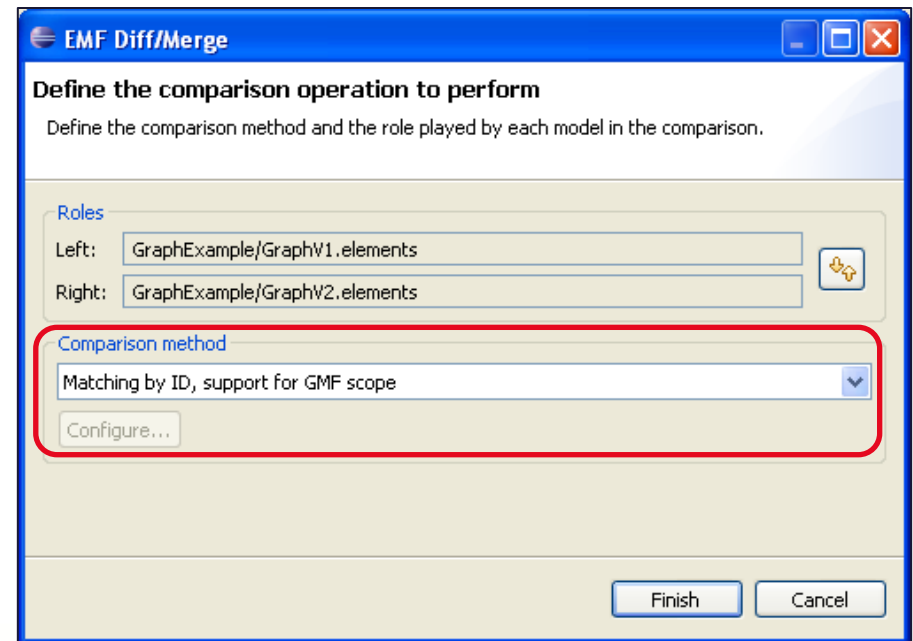 EMF Diff/Merge
Define the comparison operation to perform
Define the comparison method and the role played by each model in the comparison.
Roles
Left: GraphExample/GraphV1.elements
Right: GraphExample/GraphV2.elements
Comparison method
Matching by ID, support for GMF scope
Configure...
Finish Cancel